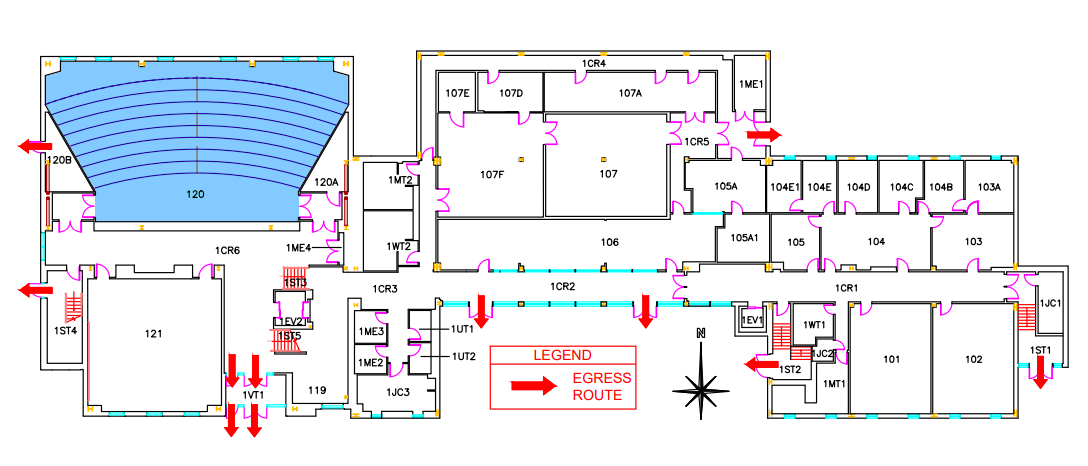 1CR4
107E
107D
107A
1ME1
1CR5
120B
120A
120
1MT2
107F
107
105A
104E1
104E
104D
104C
104B
103A
1CR6
1ME4
1WT2
106
105A1
105
104
103
1ST3
1CR3
1CR2
1CR1
1JC1
1ST4
121
1EV2
1ST5
1ME3
1UT1
1ME2
1UT2
1EV1
1WT1
1JC2
1ST2
1MT1
101
102
1ST1
N
LEGEND
EGRESS
ROUTE
1VT1
119
1JC3